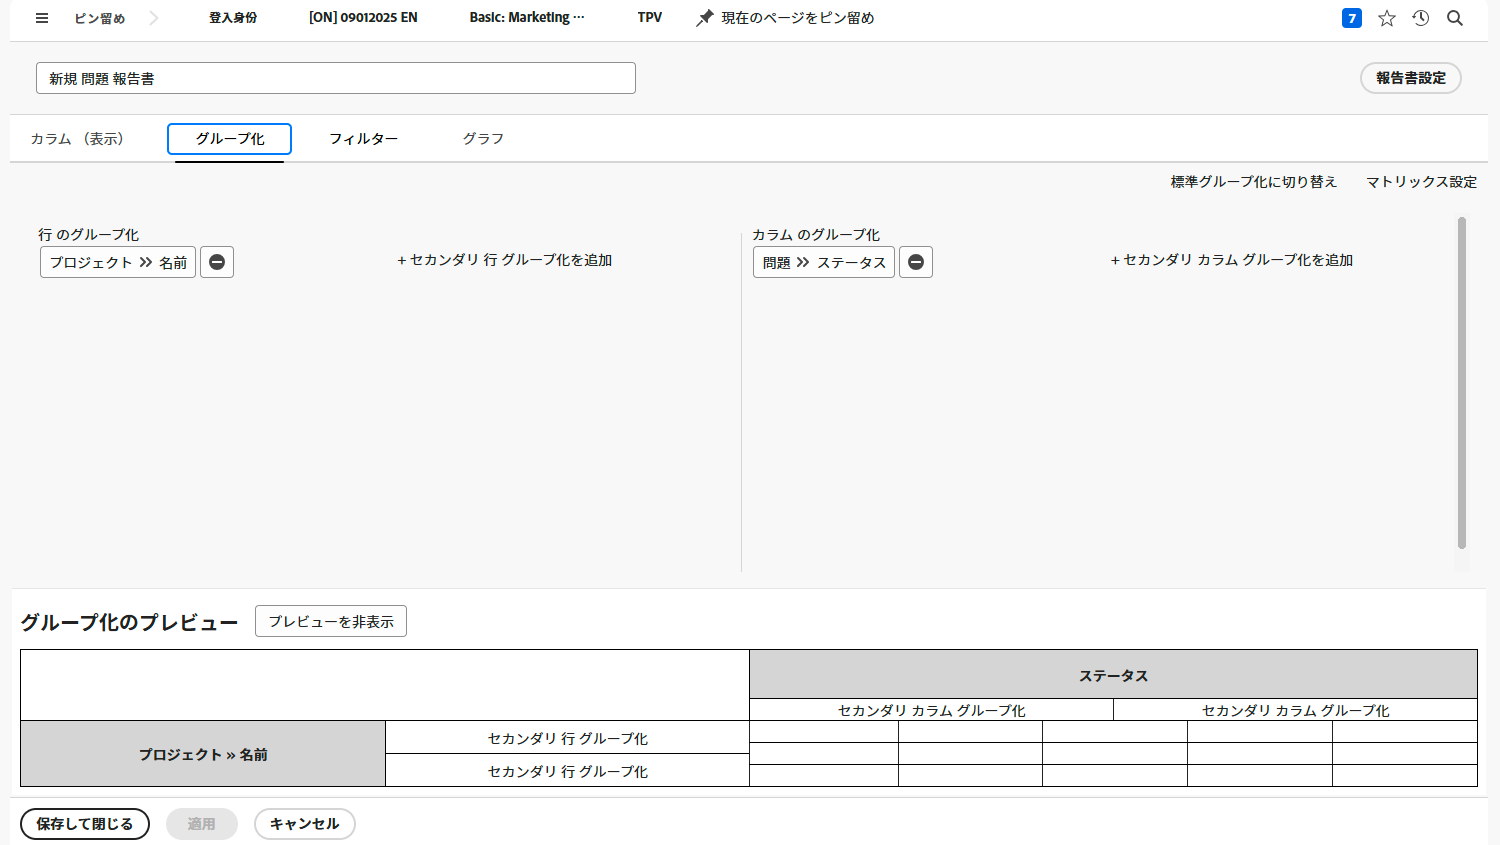 ピン留め 登入身份 [ON] 09012025 EN Basic: Marketing ··· TPV 現在のページをピン留め 7
新規 問題 報告書 報告書設定
カラム （表示） グループ化 フィルター グラフ
標準グループ化に切り替え マトリックス設定
行 のグループ化 カラム のグループ化
プロジェクト » 名前 + セカンダリ 行 グループ化を追加 問題 » ステータス + セカンダリ カラム グループ化を追加
グループ化のプレビュー プレビューを非表示
ステータス
セカンダリ カラム グループ化 セカンダリ カラム グループ化
プロジェクト » 名前 セカンダリ 行 グループ化
セカンダリ 行 グループ化
保存して閉じる 適用 キャンセル